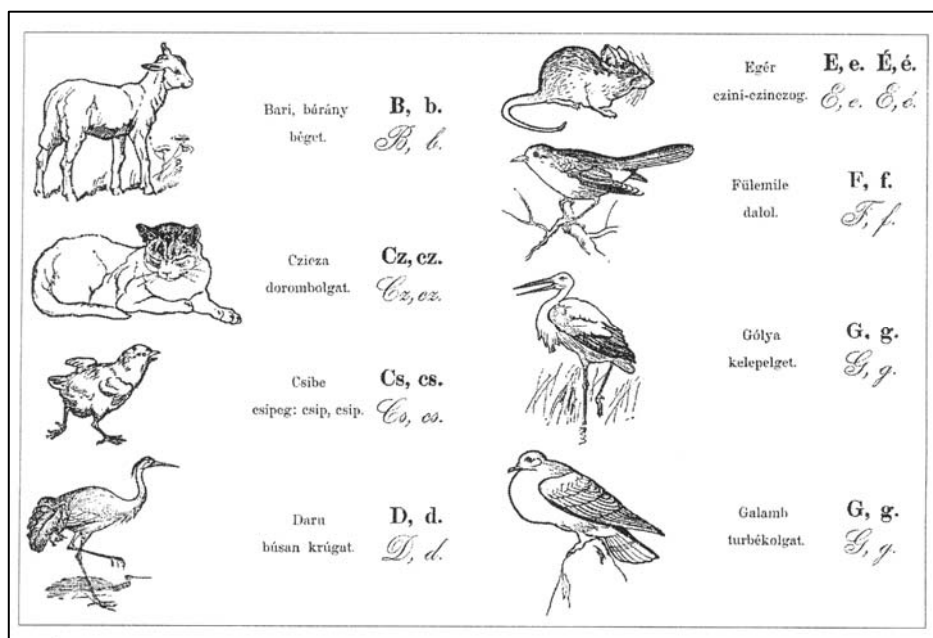 Bari, bárány B, b.
béget. B, b.
Czicza Cz, cz.
dorombolgat. Cz, cz.
Csibe Cs, cs.
csipeg: csip, csip. Cs, cs.
Daru D, d.
búsan krúgat. D, d.
Egér E, e. É, é.
czini-czinczog. E, e. É, é.
Fülemile F, f.
dalol. F, f.
Gólya G, g.
kelepelget. G, g.
Galamb G, g.
turbékolgat. G, g.